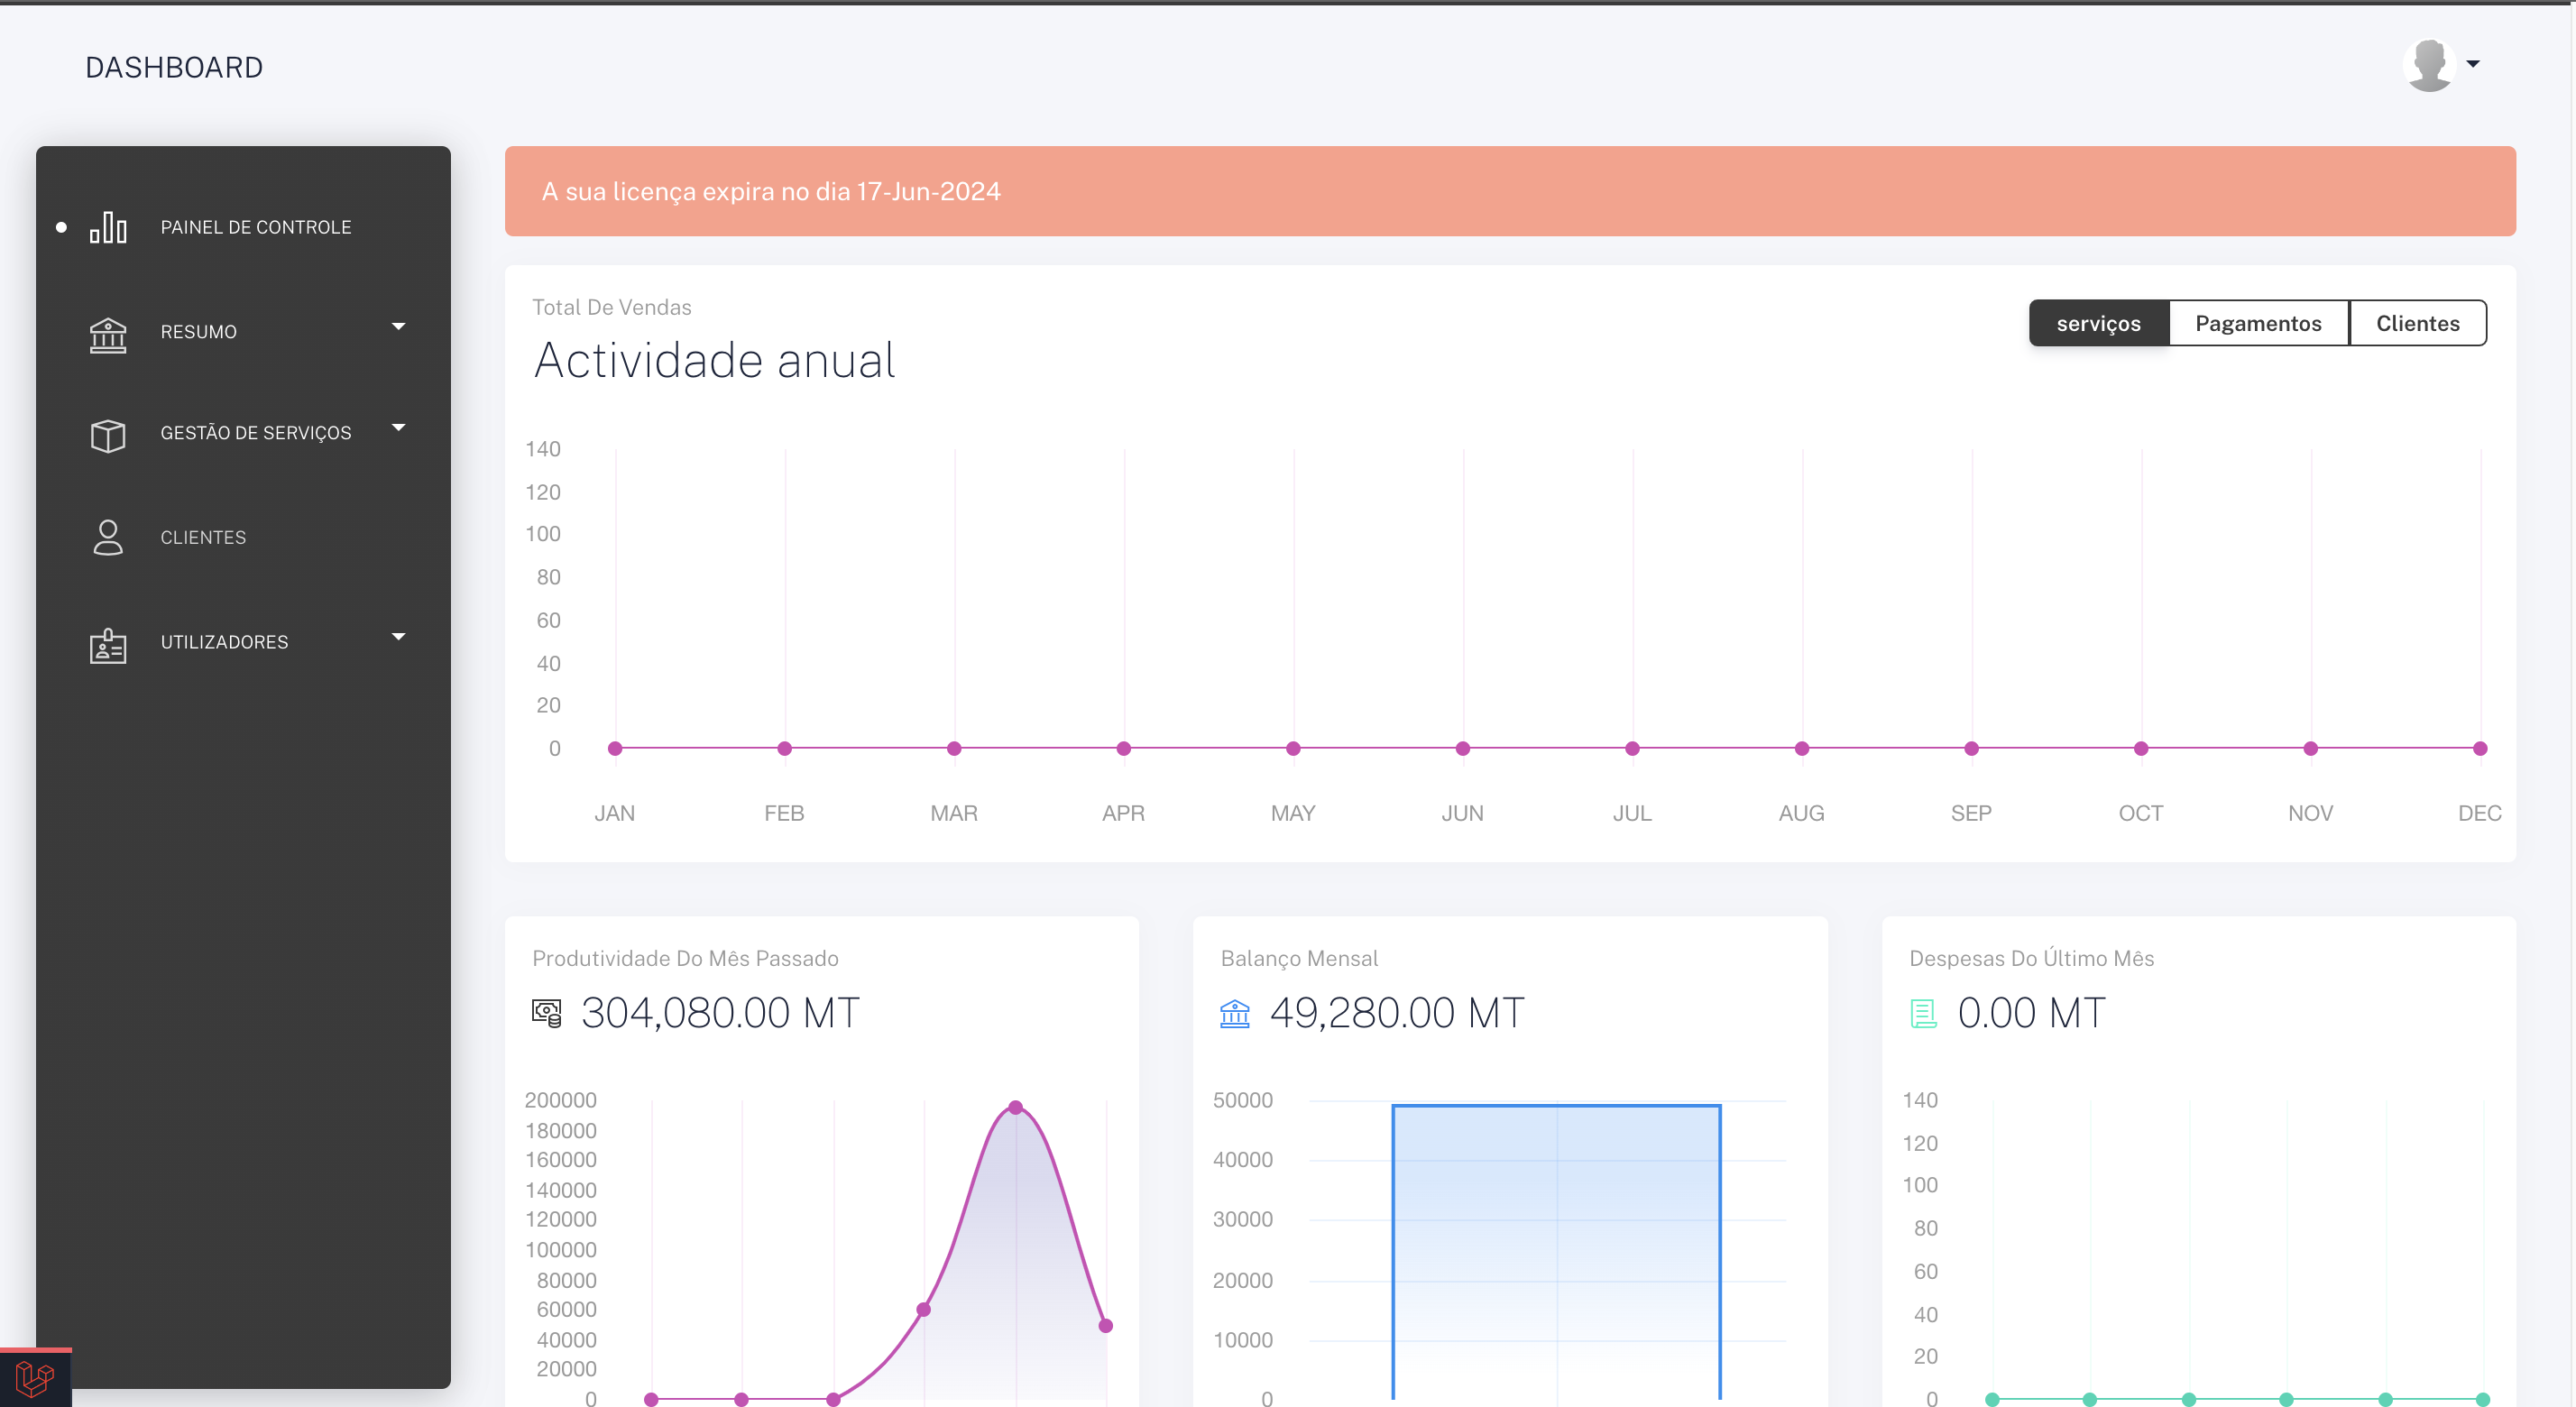 DASHBOARD
PAINEL DE CONTROLE
RESUMO
GESTÃO DE SERVIÇOS
CLIENTES
UTILIZADORES
A sua licença expira no dia 17-Jun-2024
Total De Vendas
Actividade anual
serviços Pagamentos Clientes
140
120
100
80
60
40
20
0
JAN FEB MAR APR MAY JUN JUL AUG SEP OCT NOV DEC
Produtividade Do Mês Passado
304,080.00 MT
200000
180000
160000
140000
120000
100000
80000
60000
40000
20000
0
Balanço Mensal
49,280.00 MT
50000
40000
30000
20000
10000
0
Despesas Do Último Mês
0.00 MT
140
120
100
80
60
40
20
0